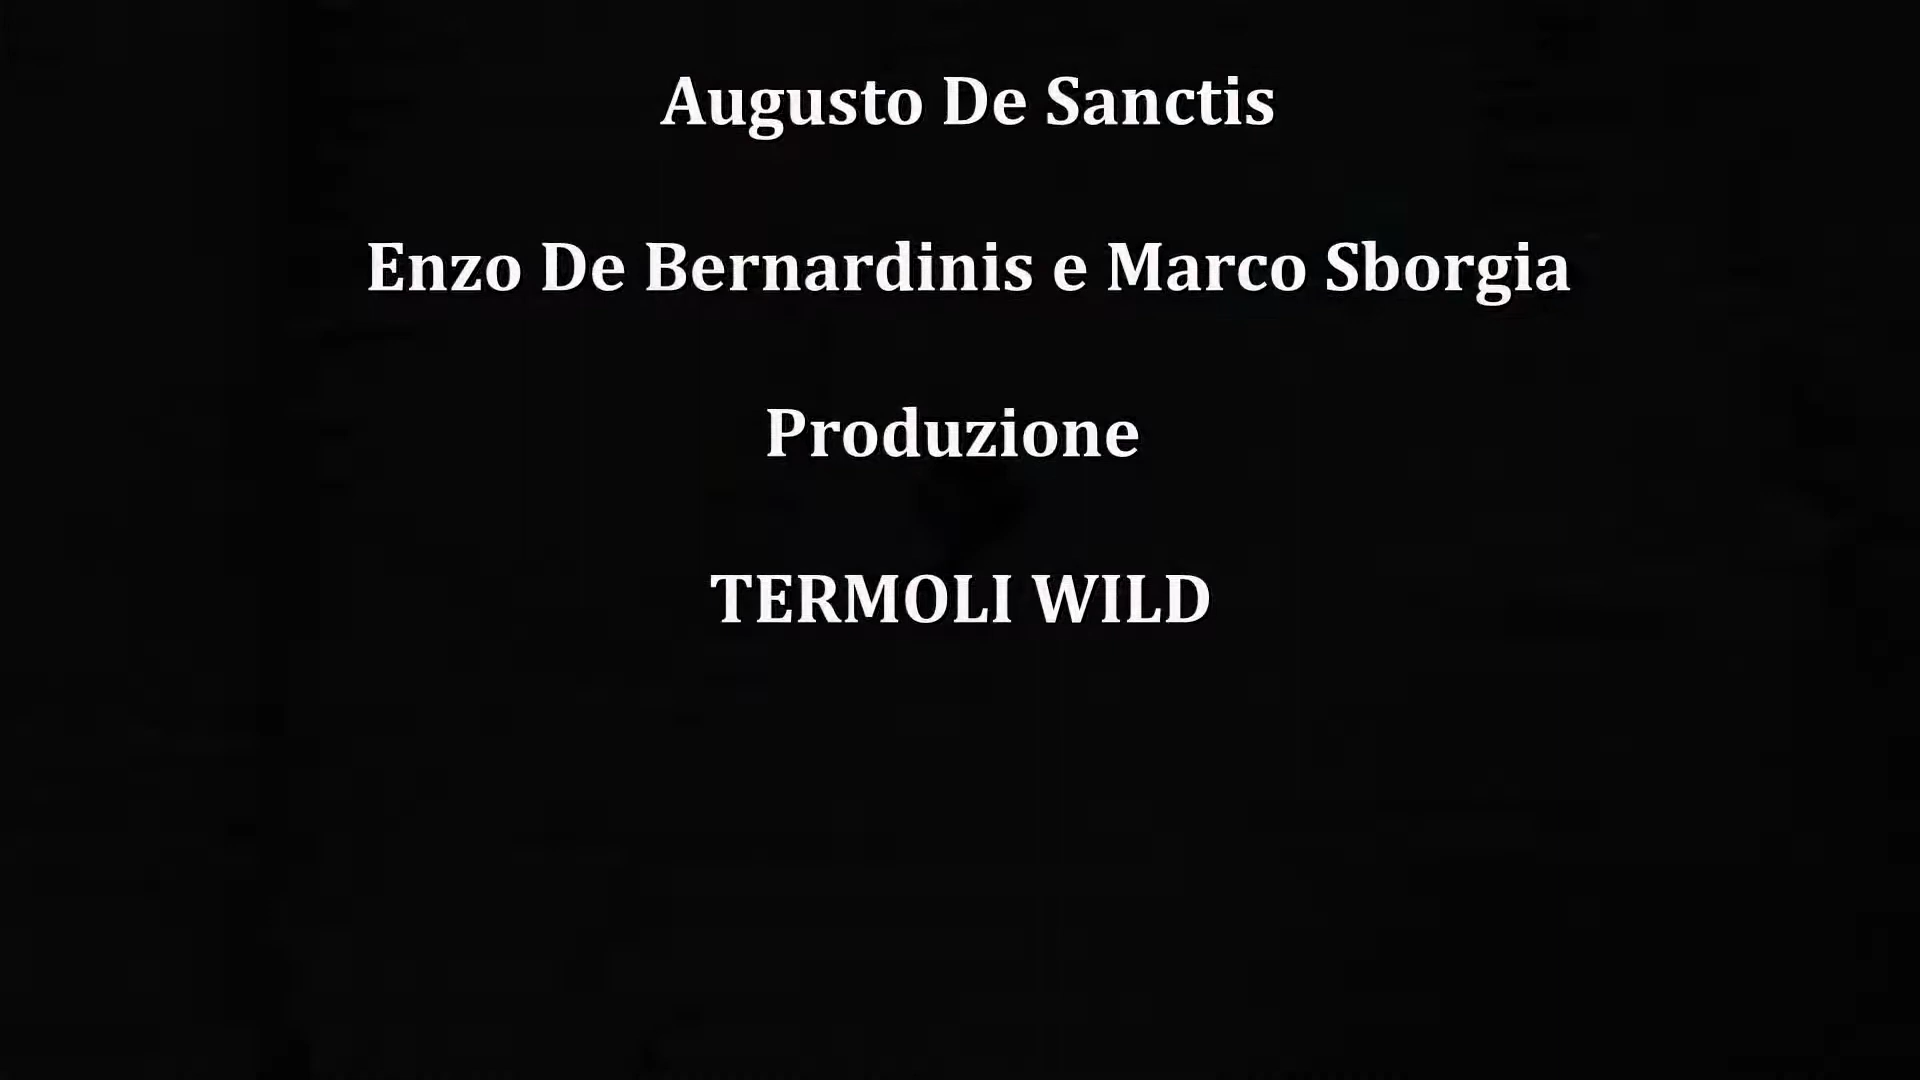 Augusto De Sanctis
Enzo De Bernardinis e Marco Sborgia
Produzione
TERMOLI WILD